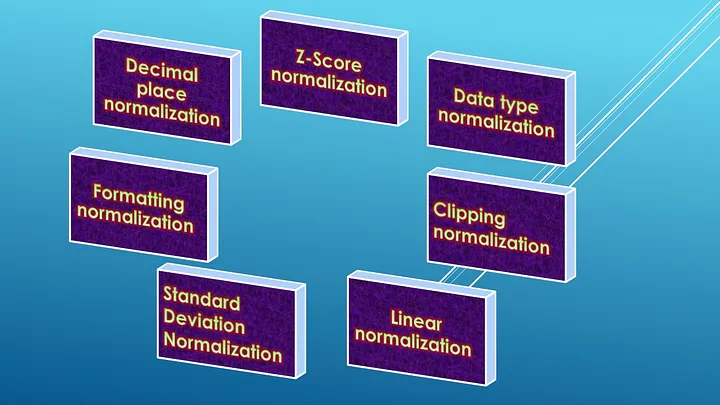 Z-Score
normalization
Decimal
place
normalization
Data type
normalization
Formatting
normalization
Clipping
normalization
Standard
Deviation
Normalization
Linear
normalization